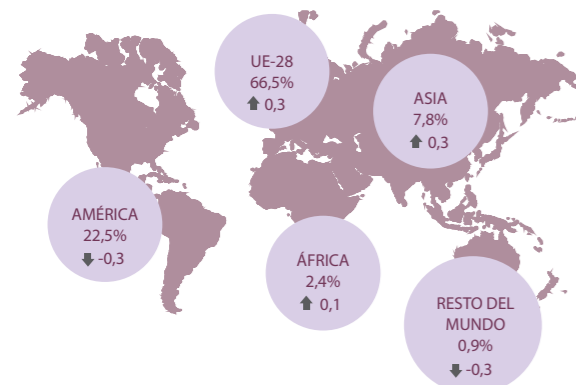 UE-28
66,5%
0,3
ASIA
7,8%
0,3
AMÉRICA
22,5%
-0,3
ÁFRICA
2,4%
0,1
RESTO DEL
MUNDO
0,9%
-0,3